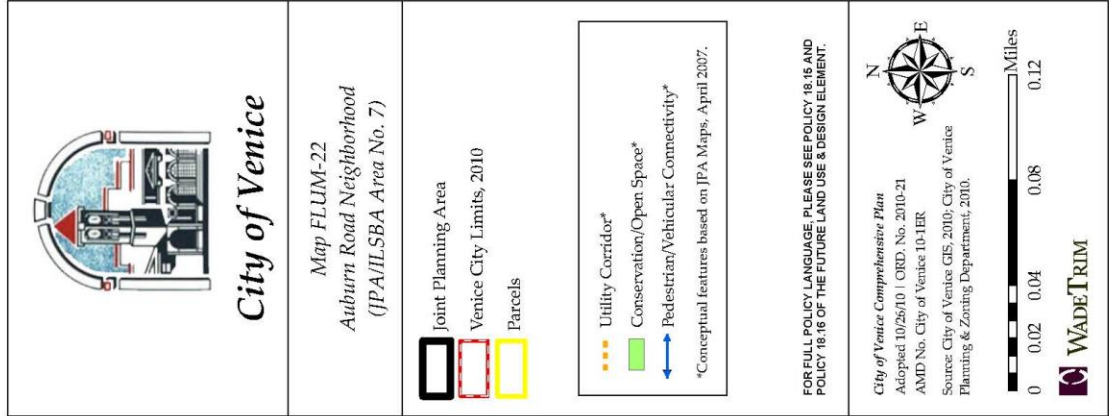 City of Venice
Map FLUM-22
Auburn Road Neighborhood
(JPA/ILSBA Area No. 7)
Joint Planning Area
Venice City Limits, 2010
Parcels
Utility Corridor*
Conservation/Open Space*
Pedestrian/Vehicular Connectivity*
*Conceptual features based on JPA Maps, April 2007.
FOR FULL POLICY LANGUAGE, PLEASE SEE POLICY 18.15 AND
POLICY 18.16 OF THE FUTURE LAND USE & DESIGN ELEMENT.
City of Venice Comprehensive Plan
Adopted 10/26/10 | ORD. No. 2010-21
AMD No. City of Venice 10-1ER
Source: City of Venice GIS, 2010; City of Venice
Planning & Zoning Department, 2010.
N
W E
S
Miles
0 0.02 0.04 0.08 0.12
WADETRIM